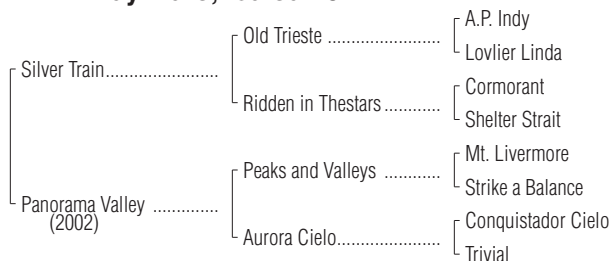 Old Trieste ........................
A.P. Indy
Lovlier Linda
Silver Train........................
Ridden in Thestars ............
Cormorant
Shelter Strait
Peaks and Valleys ............
Mt. Livermore
Strike a Balance
Panorama Valley ..............
(2002)
Aurora Cielo......................
Conquistador Cielo
Trivial